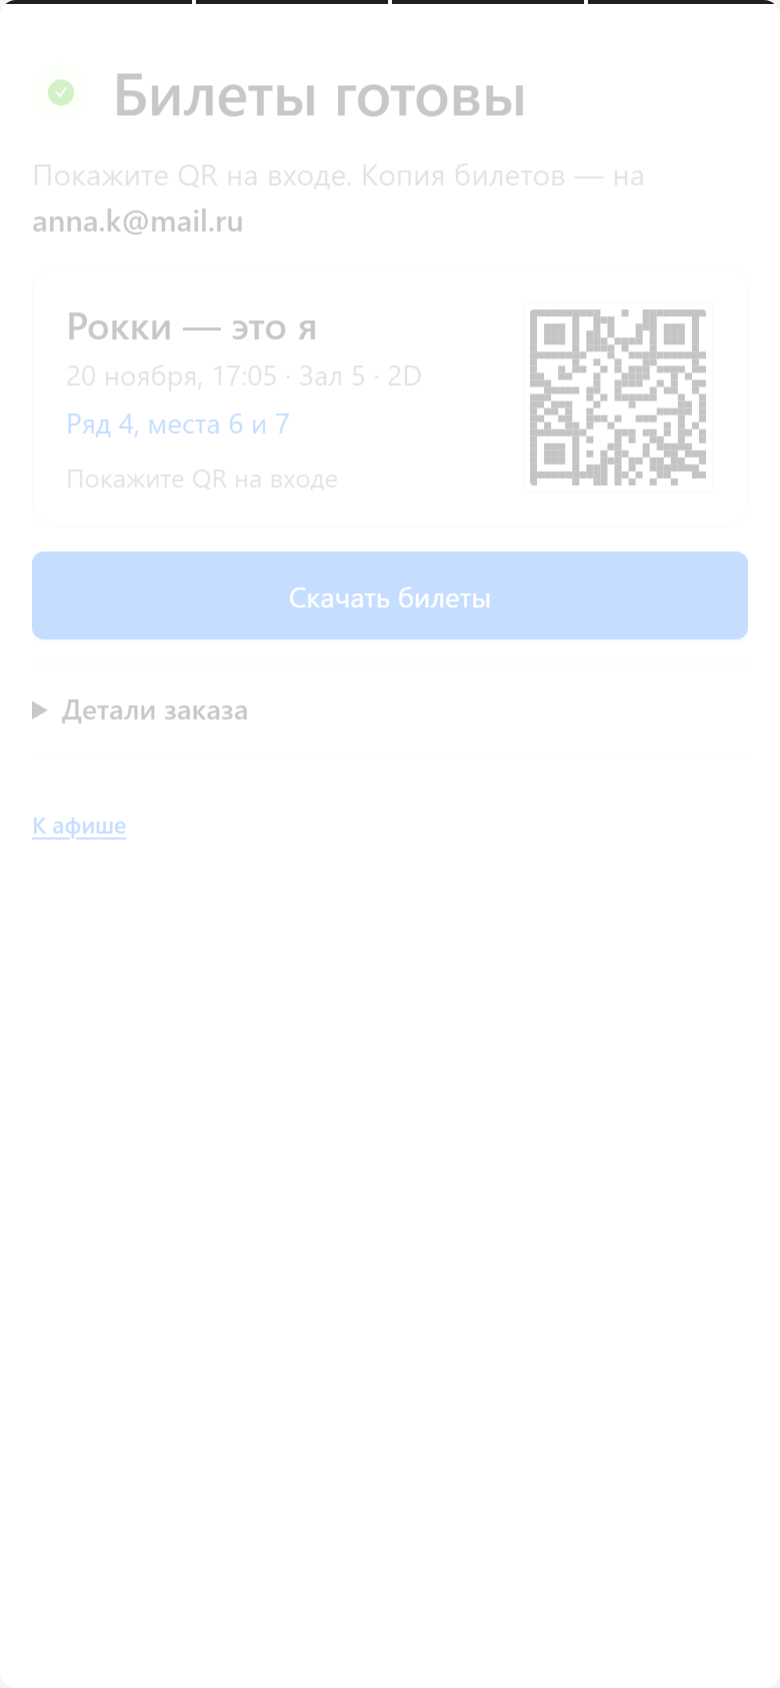 Билеты готовы
Покажите QR на входе. Копия билетов — на
anna.k@mail.ru
Рокки — это я
20 ноября, 17:05 · Зал 5 · 2D
Ряд 4, места 6 и 7
Покажите QR на входе
Скачать билеты
Детали заказа
К афише